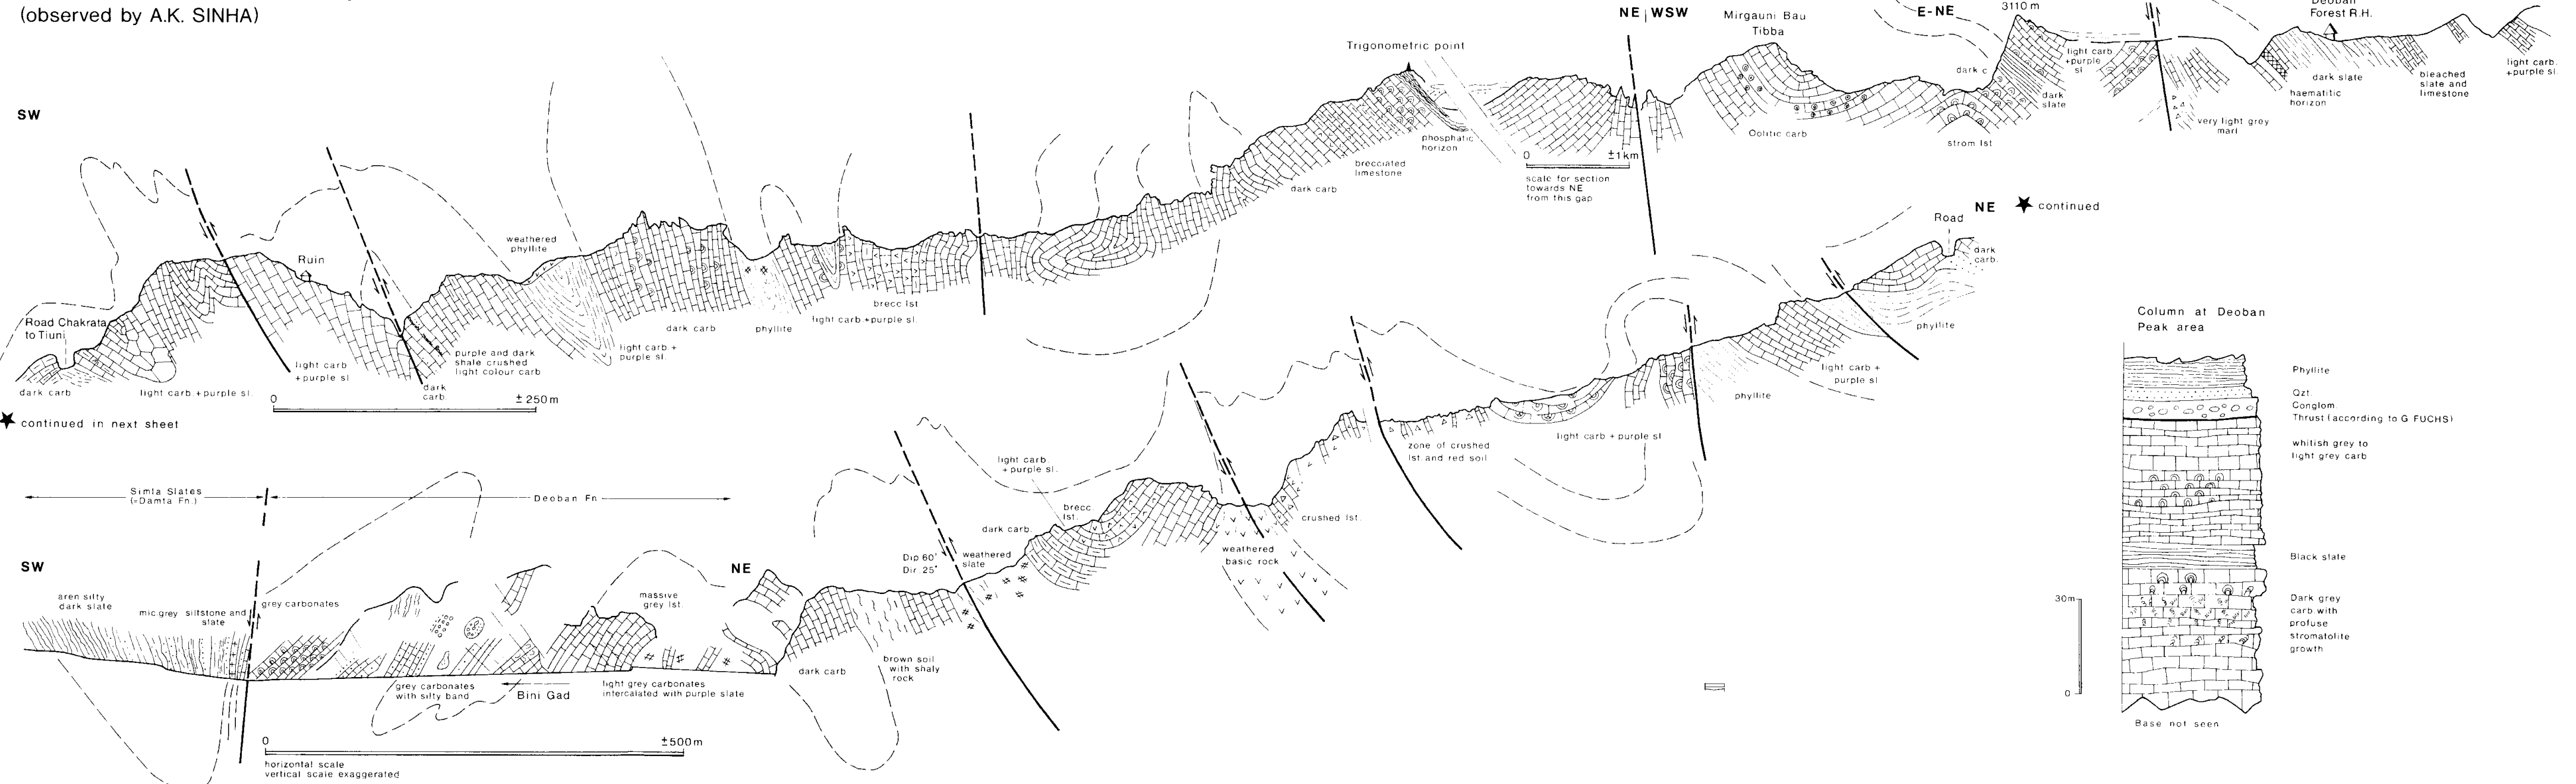 (observed by A.K. SINHA)
NE | WSW
Mirgauni Bau
Tibba
E-NE
3110 m
Forest R.H.
Trigonometric point
light carb
+purple
sl
dark c
dark
slate
dark slate
haematitic
horizon
bleached
slate and
limestone
light carb.
+purple sl.
very light grey
marl
SW
phosphatic
horizon
Oolitic carb
strom lst
brecciated
limestone
dark carb
0
±1km
scale for section
towards NE
from this gap
NE ★ continued
Road
dark
carb.
weathered
phyllite
Ruin
Road Chakrata
to Tiuni
brecc lst
light carb +purple sl.
dark carb
phyllite
light carb.+
purple sl.
purple and dark
shale crushed
light colour carb
light carb
+purple sl
dark
carb.
dark carb
light carb.+purple sl.
0
± 250m
★ continued in next sheet
phyllite
light carb +
purple sl
phyllite
light carb + purple sl
zone of crushed
lst.and red soil
Column at Deoban
Peak area
Phyllite
Qzt.
Conglom
Thrust (according to G FUCHS)
whitish grey to
light grey carb
Black slate
Dark grey
carb with
profuse
stromatolite
growth
30m
0
Base not seen
Simla Slates
(=Damta Fn.)
Deoban Fn
light carb.
+purple sl.
brecc.
lst.
dark carb.
crushed lst.
weathered
basic rock
Dip 60°
Dir. 25°
weathered
slate
SW
NE
aren silty
dark slate
mic.grey siltstone and
slate
grey carbonates
massive
grey lst.
dark carb
brown soil
with shaly
rock
grey carbonates
with silty band
Bini Gad
light grey carbonates
intercalated with purple slate
0
±500m
horizontal scale
vertical scale exaggerated